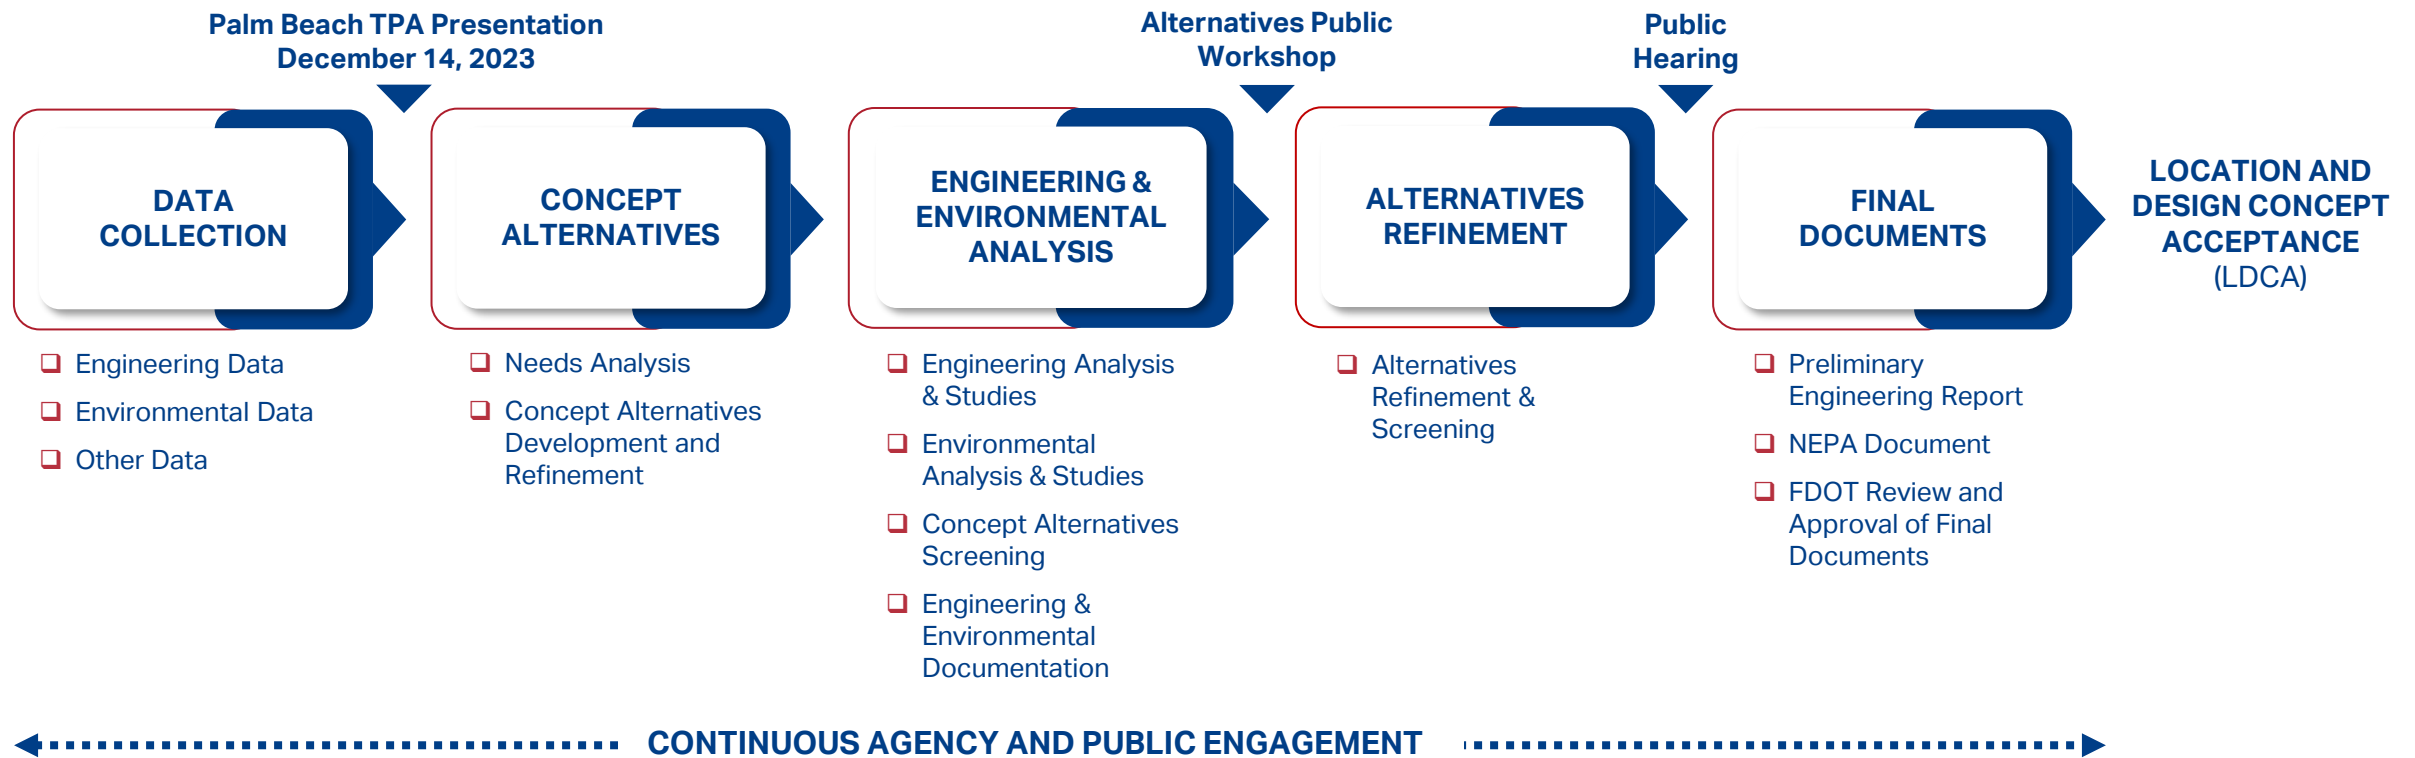 Palm Beach TPA Presentation
December 14, 2023
Alternatives Public
Workshop
Public
Hearing
DATA
COLLECTION
CONCEPT
ALTERNATIVES
ENGINEERING &
ENVIRONMENTAL
ANALYSIS
ALTERNATIVES
REFINEMENT
FINAL
DOCUMENTS
LOCATION AND
DESIGN CONCEPT
ACCEPTANCE
(LDCA)
Engineering Data
Environmental Data
Other Data
Needs Analysis
Concept Alternatives
Development and
Refinement
Engineering Analysis
& Studies
Environmental
Analysis & Studies
Concept Alternatives
Screening
Engineering &
Environmental
Documentation
Alternatives
Refinement &
Screening
Preliminary
Engineering Report
NEPA Document
FDOT Review and
Approval of Final
Documents
CONTINUOUS AGENCY AND PUBLIC ENGAGEMENT